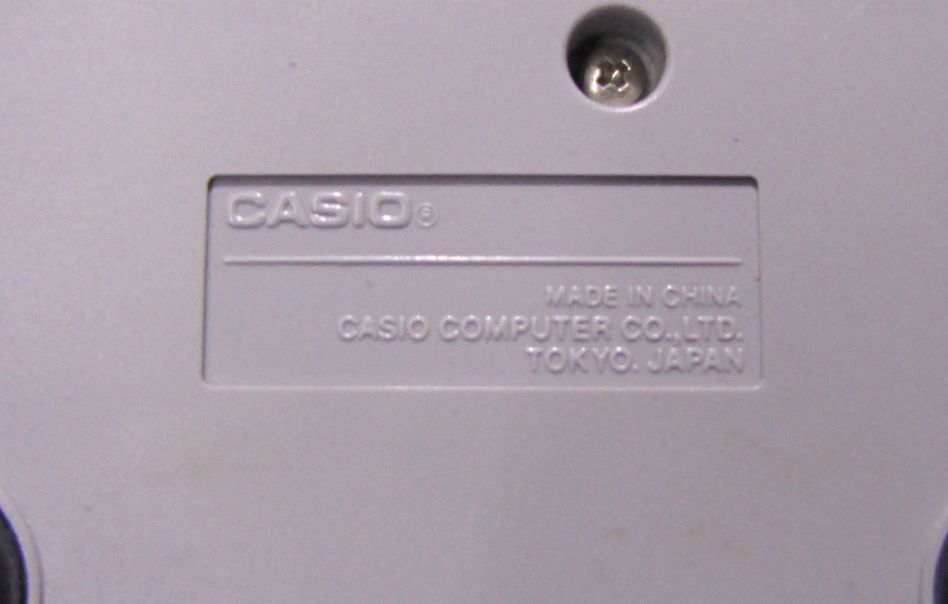 CASIO®
MADE IN CHINA
CASIO COMPUTER CO.,LTD.
TOKYO. JAPAN